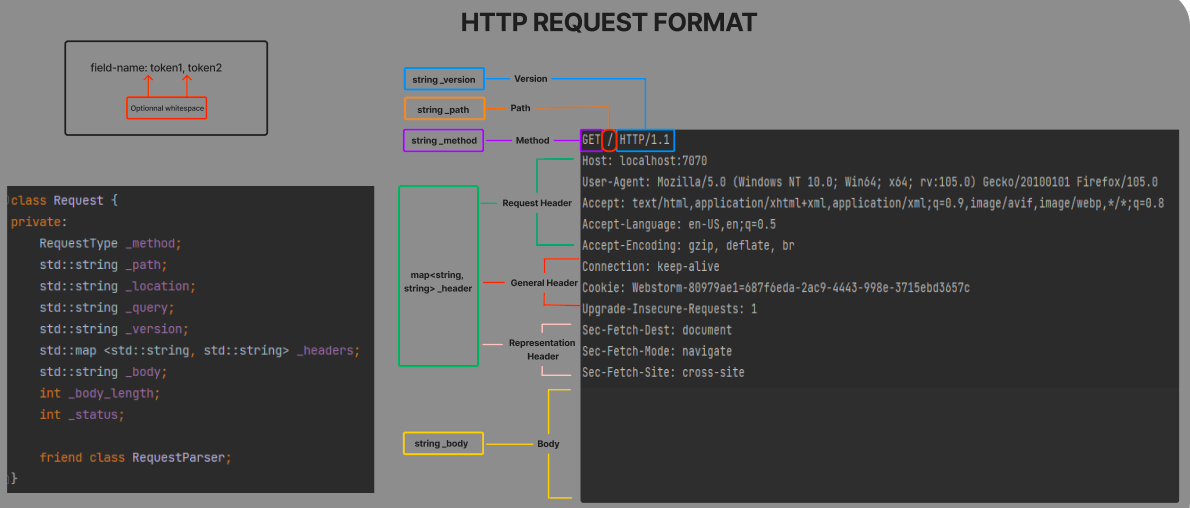 HTTP REQUEST FORMAT
field-name: token1, token2
Optionnal whitespace
class Request {
private:
RequestType _method;
std::string _path;
std::string _location;
std::string _query;
std::string _version;
std::map <std::string, std::string> _headers;
std::string _body;
int _body_length;
int _status;
friend class RequestParser;
}
string _version
Version
string _path
Path
string _method
Method
map<string,
string> _header
Request Header
General Header
Representation
Header
string _body
Body
GET / HTTP/1.1
Host: localhost:7070
User-Agent: Mozilla/5.0 (Windows NT 10.0; Win64; x64; rv:105.0) Gecko/20100101 Firefox/105.0
Accept: text/html,application/xhtml+xml,application/xml;q=0.9,image/avif,image/webp,*/*;q=0.8
Accept-Language: en-US,en;q=0.5
Accept-Encoding: gzip, deflate, br
Connection: keep-alive
Cookie: Webstorm-80979ae1=687f6eda-2ac9-4443-998e-3715ebd3657c
Upgrade-Insecure-Requests: 1
Sec-Fetch-Dest: document
Sec-Fetch-Mode: navigate
Sec-Fetch-Site: cross-site